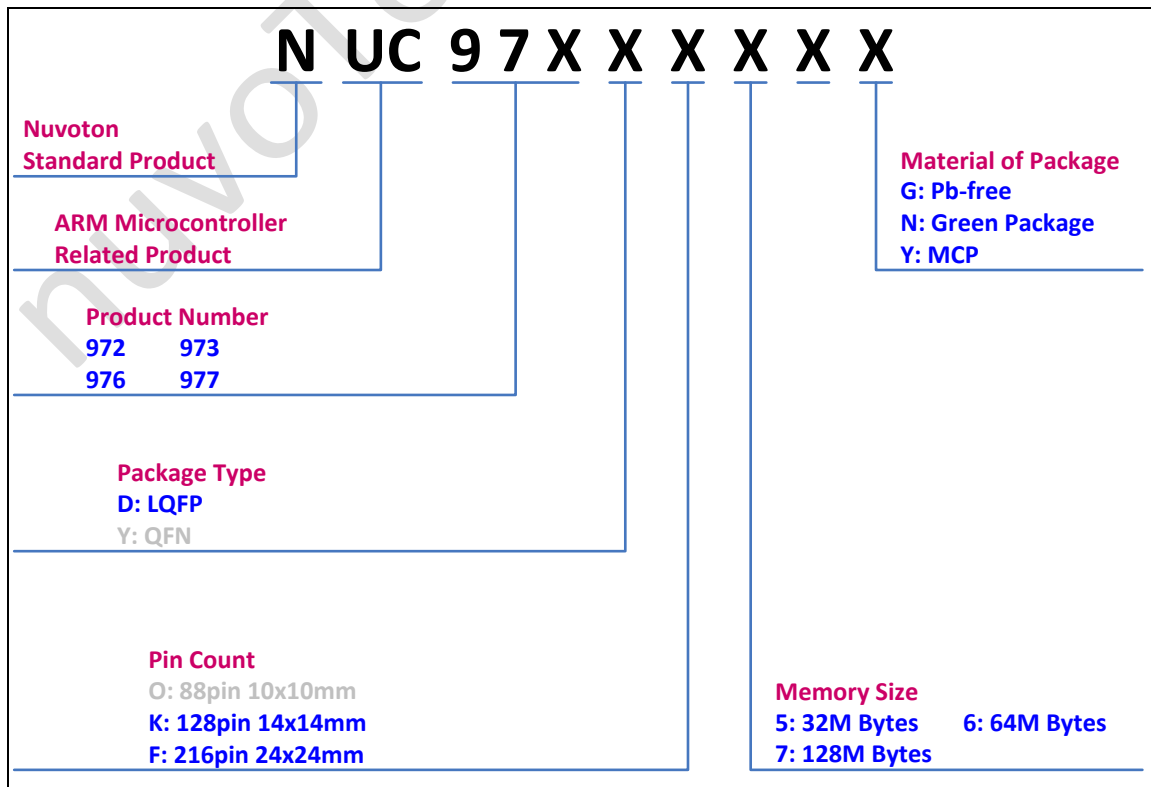 N UC 9 7 X X X X X X
Nuvoton
Standard Product
ARM Microcontroller
Related Product
Product Number
972 973
976 977
Package Type
D: LQFP
Y: QFN
Pin Count
O: 88pin 10x10mm
K: 128pin 14x14mm
F: 216pin 24x24mm
Material of Package
G: Pb-free
N: Green Package
Y: MCP
Memory Size
5: 32M Bytes 6: 64M Bytes
7: 128M Bytes
nuvoto